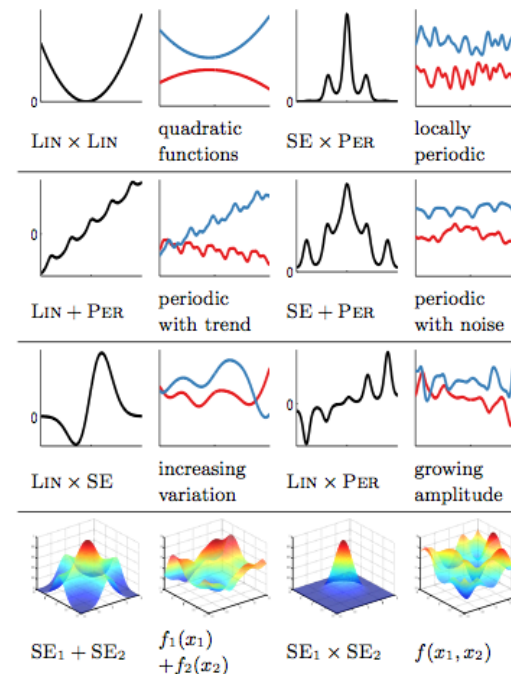 0
0
LIN × LIN
quadratic
functions
SE × PER
locally
periodic
0
0
LIN + PER
periodic
with trend
SE + PER
periodic
with noise
0
0
LIN × SE
increasing
variation
LIN × PER
growing
amplitude
SE₁ + SE₂
f₁(x₁)
+f₂(x₂)
SE₁ × SE₂
f(x₁, x₂)